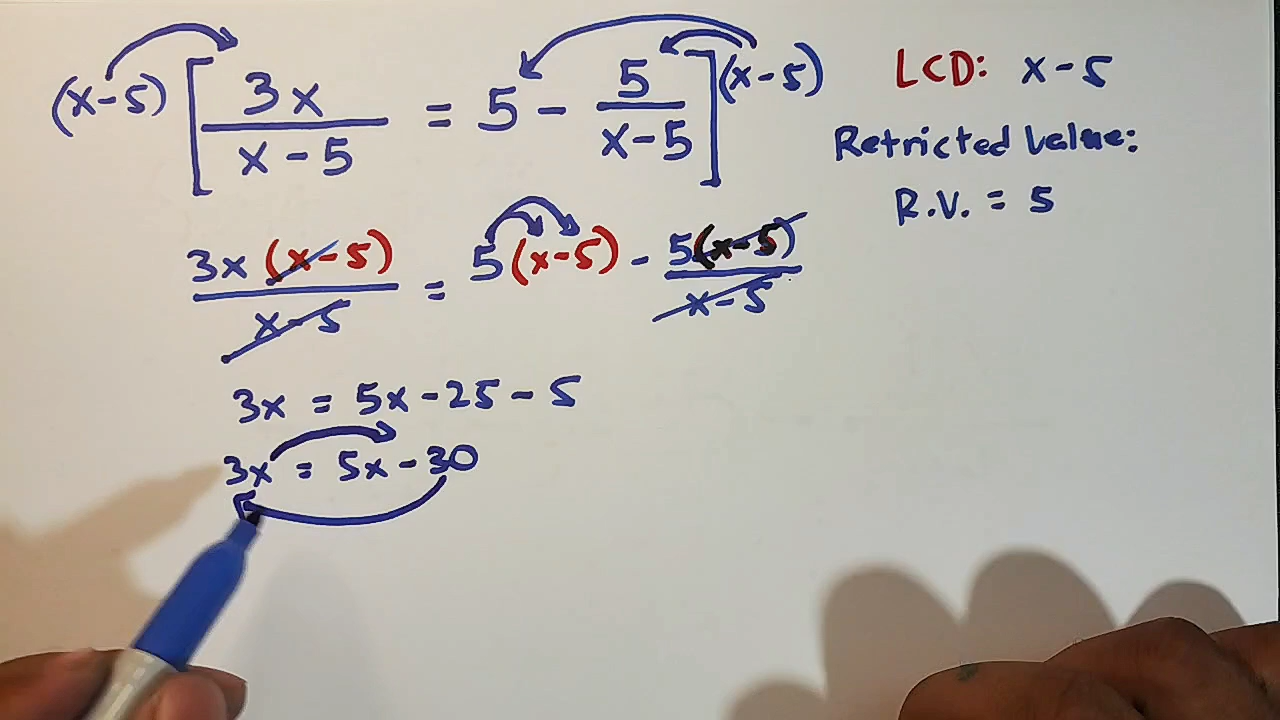 (x-5) [ 3x / x-5 = 5 - 5 / x-5 ] (x-5)
LCD: x-5
Retricted Value:
R.V. = 5
3x (x-5) / x-5 = 5 (x-5) - 5(x-5) / x-5
3x = 5x - 25 - 5
3x = 5x - 30